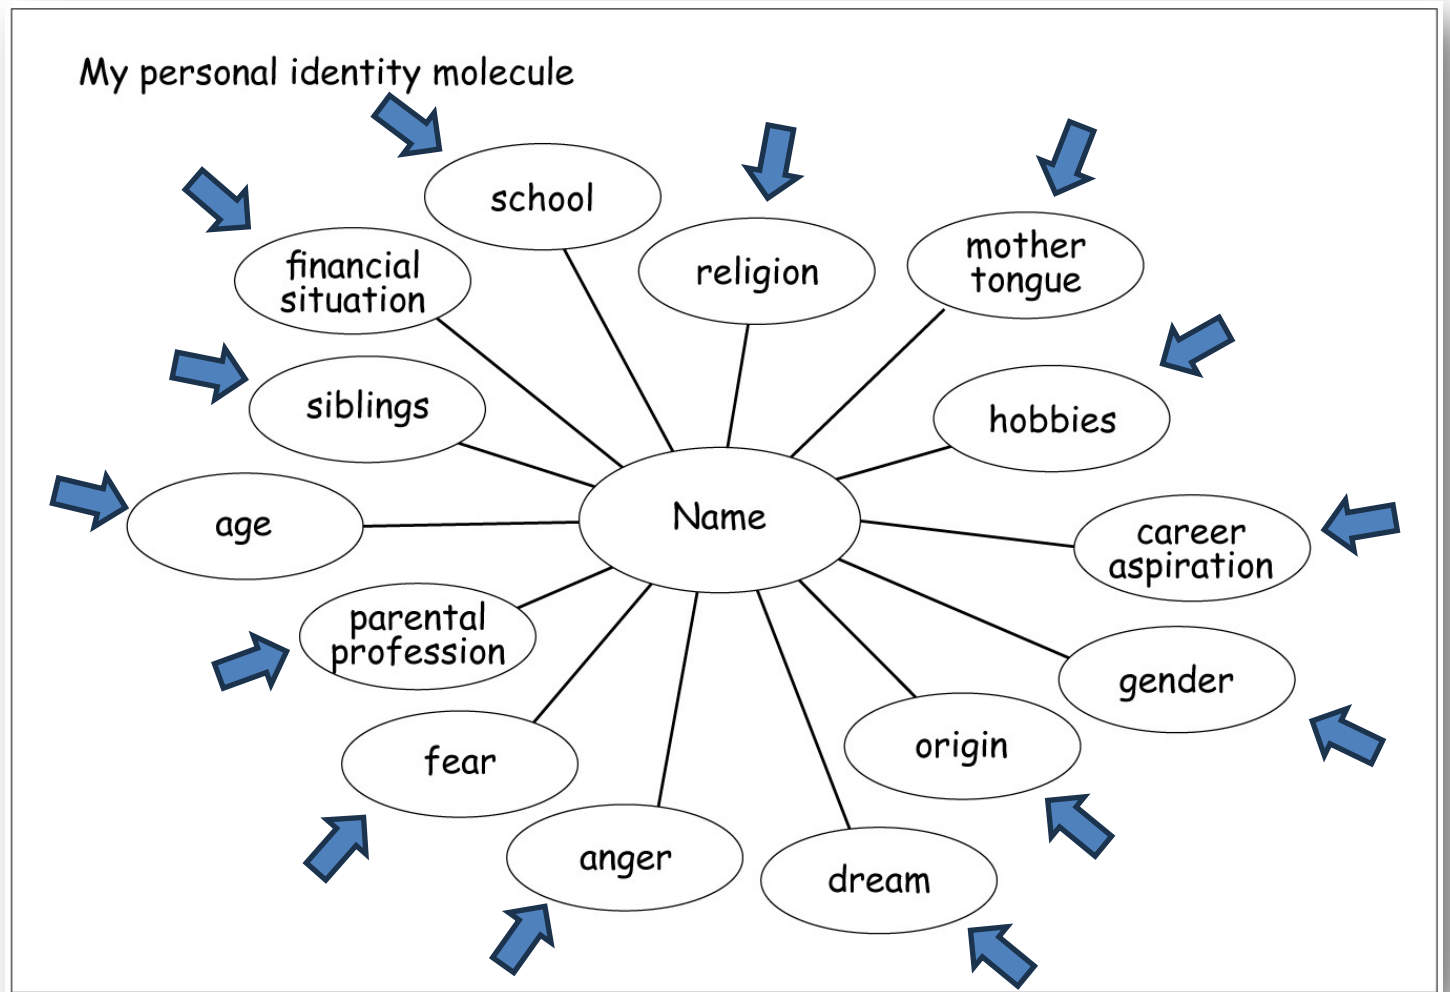 My personal identity molecule
school
religion
mother
tongue
financial
situation
siblings
hobbies
age
Name
career
aspiration
parental
profession
gender
fear
origin
anger
dream